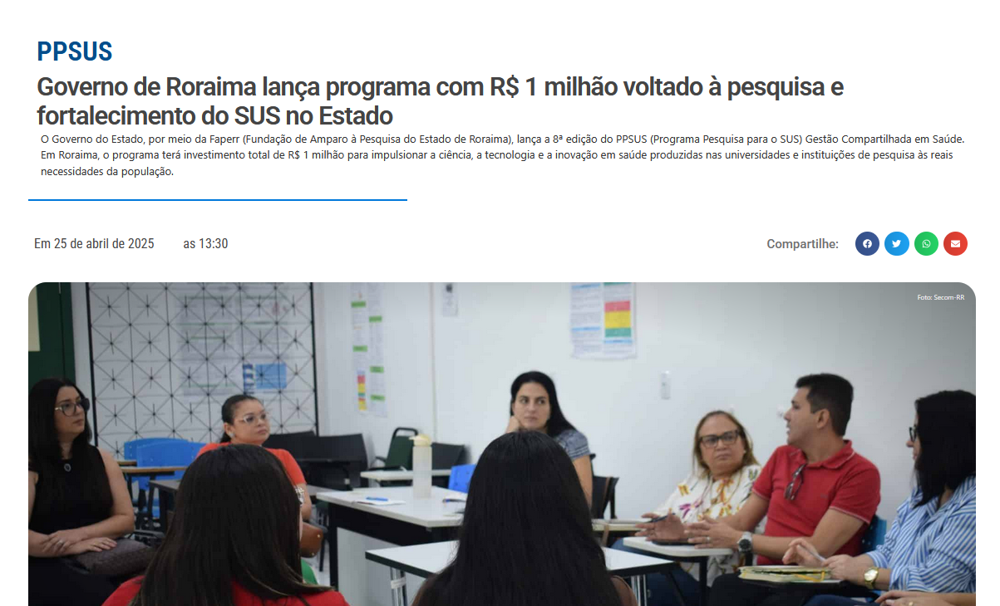 PPSUS
Governo de Roraima lança programa com R$ 1 milhão voltado à pesquisa e
fortalecimento do SUS no Estado
O Governo do Estado, por meio da Faperr (Fundação de Amparo à Pesquisa do Estado de Roraima), lança a 8ª edição do PPSUS (Programa Pesquisa para o SUS) Gestão Compartilhada em Saúde.
Em Roraima, o programa terá investimento total de R$ 1 milhão para impulsionar a ciência, a tecnologia e a inovação em saúde produzidas nas universidades e instituições de pesquisa às reais
necessidades da população.
Em 25 de abril de 2025 as 13:30
Compartilhe:
Foto: Secom-RR